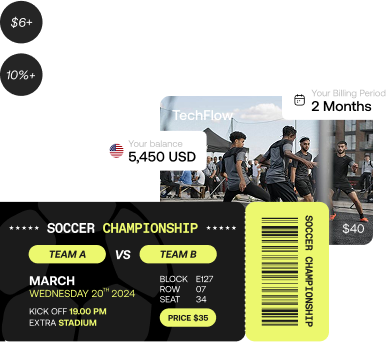 $6+
10%+
Your Billing Period
2 Months
TechFlow
Your balance
5,450 USD
$40
★★★★★ SOCCER CHAMPIONSHIP ★★★★★
TEAM A VS TEAM B
MARCH
WEDNESDAY 20TH 2024
KICK OFF 19.00 PM
EXTRA STADIUM
BLOCK E127
ROW 07
SEAT 34
PRICE $35
SOCCER CHAMPIONSHIP